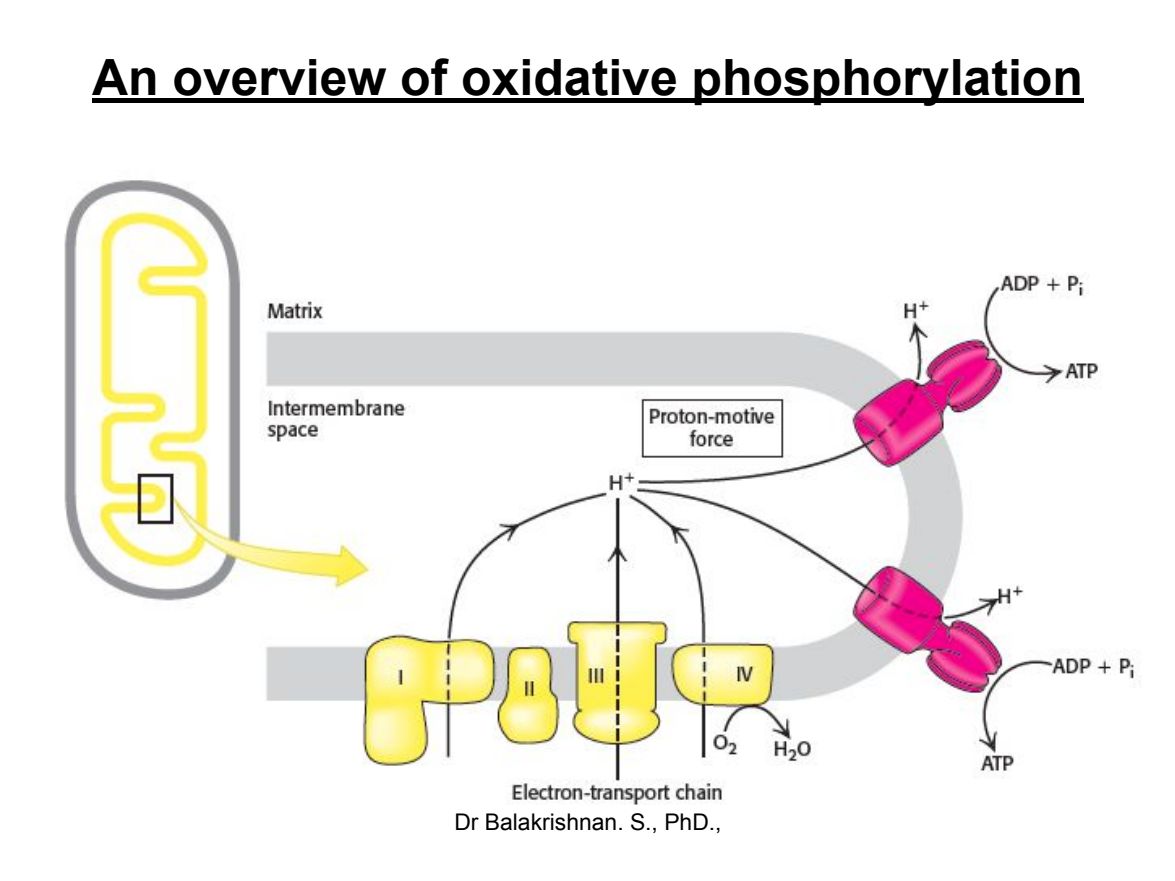 An overview of oxidative phosphorylation
Matrix
Intermembrane
space
Proton-motive
force
H⁺
ADP + Pᵢ
ATP
H⁺
H⁺
ADP + Pᵢ
ATP
I
II
III
IV
O₂
H₂O
Electron-transport chain
Dr Balakrishnan. S., PhD.,